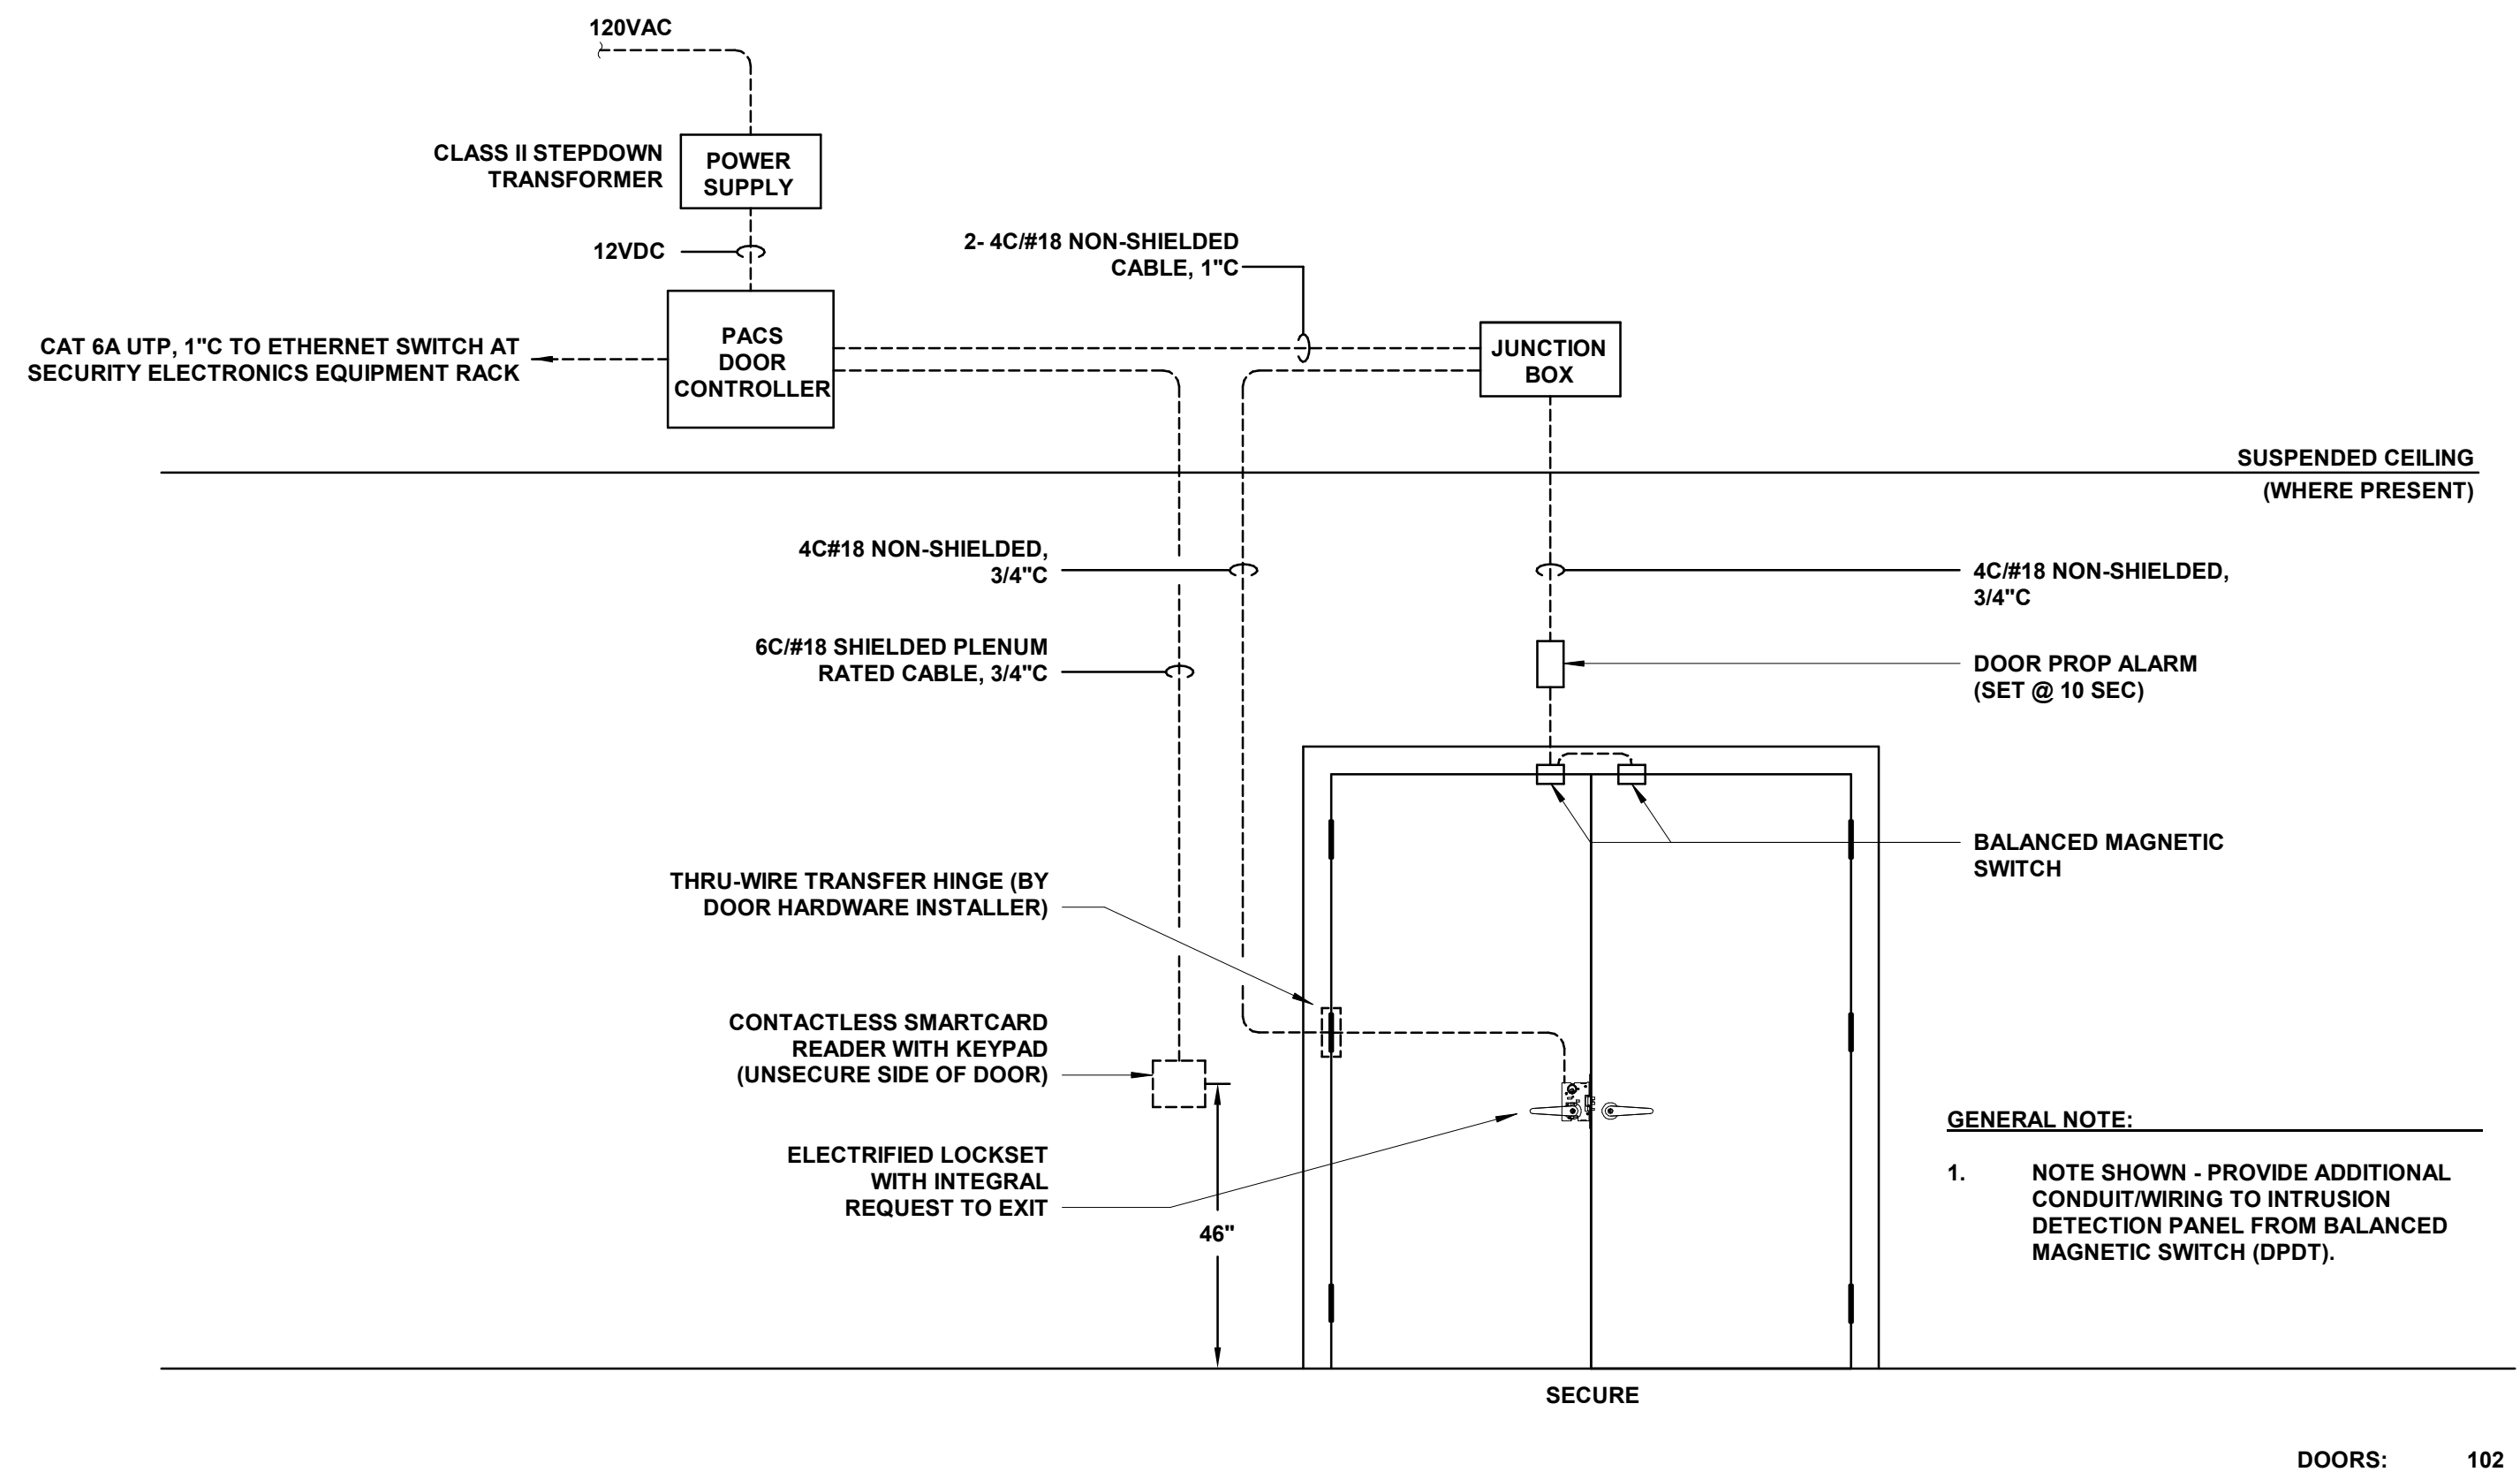 120VAC
CLASS II STEPDOWN
TRANSFORMER
POWER
SUPPLY
12VDC
2- 4C/#18 NON-SHIELDED
CABLE, 1"C
CAT 6A UTP, 1"C TO ETHERNET SWITCH AT
SECURITY ELECTRONICS EQUIPMENT RACK
PACS
DOOR
CONTROLLER
JUNCTION
BOX
SUSPENDED CEILING
(WHERE PRESENT)
4C#18 NON-SHIELDED,
3/4"C
4C/#18 NON-SHIELDED,
3/4"C
6C/#18 SHIELDED PLENUM
RATED CABLE, 3/4"C
DOOR PROP ALARM
(SET @ 10 SEC)
BALANCED MAGNETIC
SWITCH
THRU-WIRE TRANSFER HINGE (BY
DOOR HARDWARE INSTALLER)
CONTACTLESS SMARTCARD
READER WITH KEYPAD
(UNSECURE SIDE OF DOOR)
ELECTRIFIED LOCKSET
WITH INTEGRAL
REQUEST TO EXIT
46"
GENERAL NOTE:
1. NOTE SHOWN - PROVIDE ADDITIONAL
CONDUIT/WIRING TO INTRUSION
DETECTION PANEL FROM BALANCED
MAGNETIC SWITCH (DPDT).
SECURE
DOORS: 102